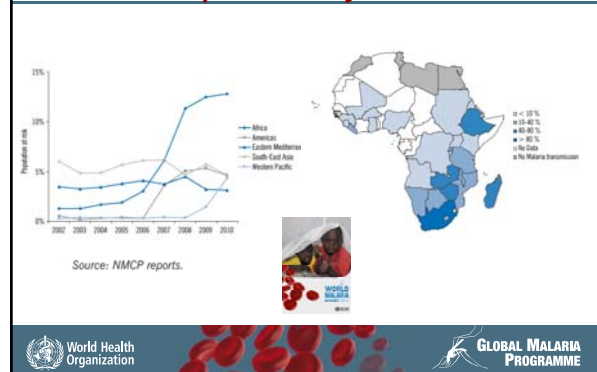 15%
10%
5%
0%
Population at risk
2002 2003 2004 2005 2006 2007 2008 2009 2010
Africa
Americas
Eastern Mediterran
South-East Asia
Western Pacific
Source: NMCP reports.
< 10 %
10-40 %
40-80 %
> 80 %
No Data
No Malaria transmission
WORLD
MALARIA
World Health
Organization
GLOBAL MALARIA
PROGRAMME